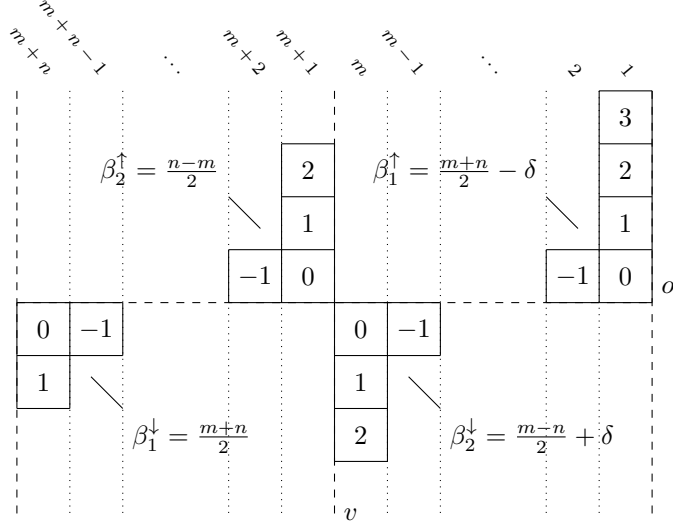 m + n   m + n − 1   ⋱   m + 2   m + 1   m   m − 1   ⋱   2   1
3
β₂↑ = (n−m)/2   2   β₁↑ = (m+n)/2 − δ   2
1   1
−1   0   −1   0   o
0   −1   0   −1
1   1
β₁↓ = (m+n)/2   2   β₂↓ = (m−n)/2 + δ
v